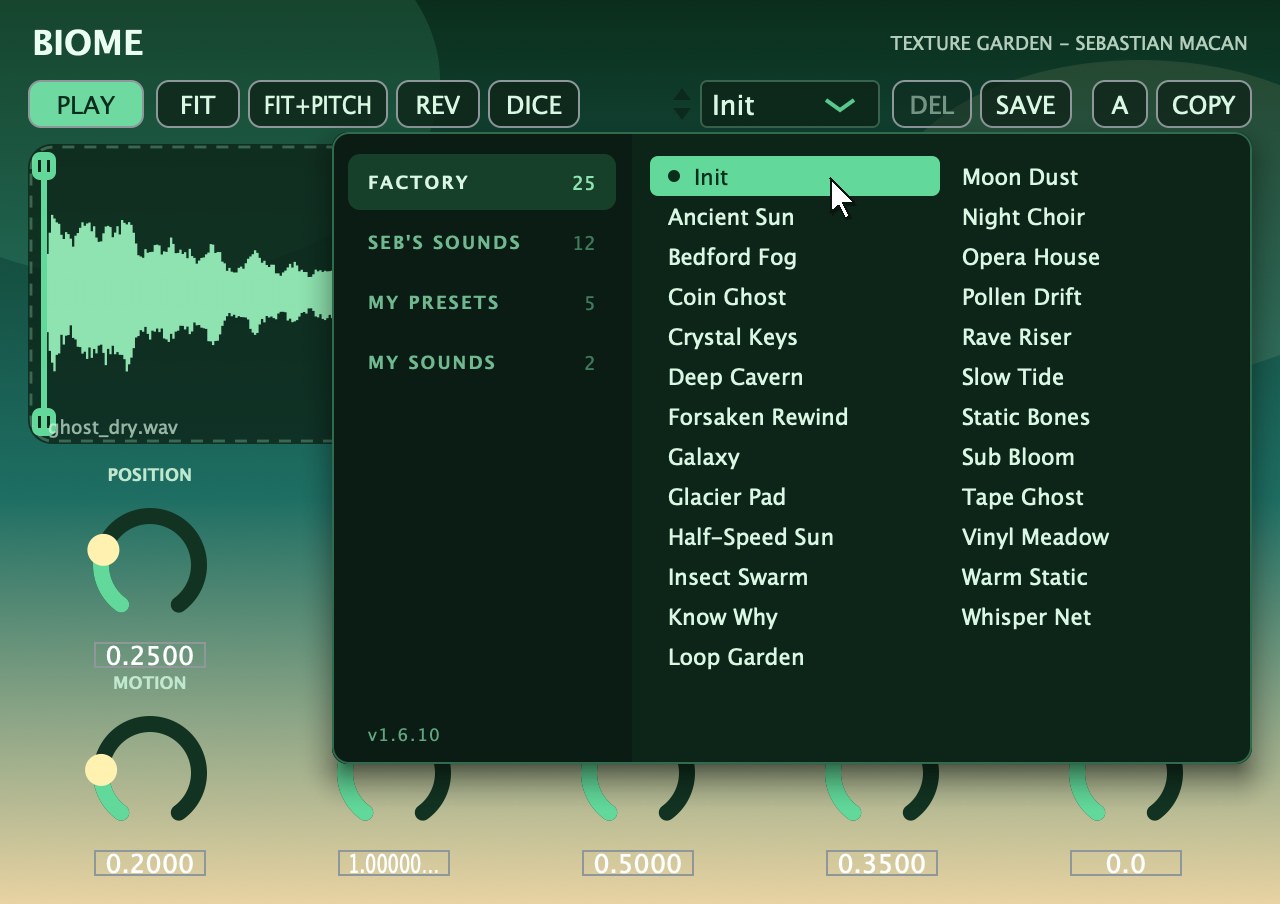 BIOME
TEXTURE GARDEN – SEBASTIAN MACAN
PLAY FIT FIT+PITCH REV DICE Init DEL SAVE A COPY
FACTORY 25
SEB'S SOUNDS 12
MY PRESETS 5
MY SOUNDS 2
v1.6.10
Init
Ancient Sun
Bedford Fog
Coin Ghost
Crystal Keys
Deep Cavern
Forsaken Rewind
Galaxy
Glacier Pad
Half–Speed Sun
Insect Swarm
Know Why
Loop Garden
Moon Dust
Night Choir
Opera House
Pollen Drift
Rave Riser
Slow Tide
Static Bones
Sub Bloom
Tape Ghost
Vinyl Meadow
Warm Static
Whisper Net
ghost_dry.wav
POSITION
0.2500
MOTION
0.2000 1.00000... 0.5000 0.3500 0.0